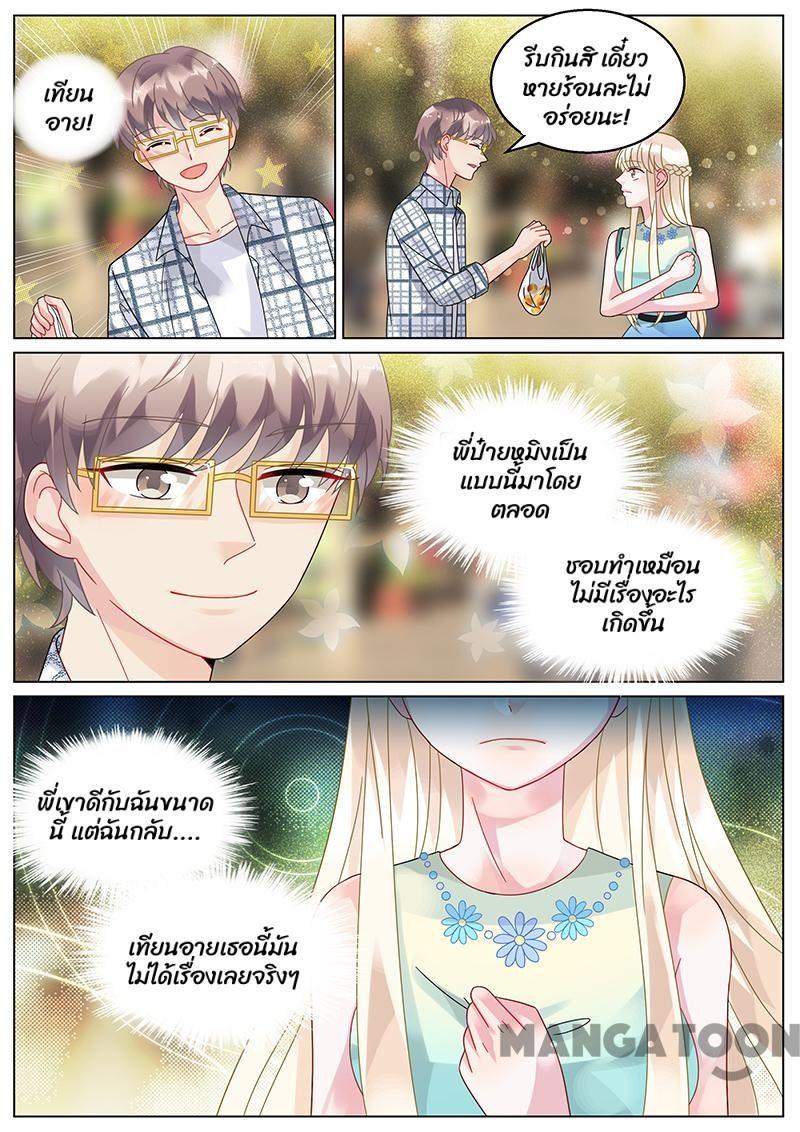 เทียน
อาย!
รีบกินสิ เดี๋ยว
หายร้อนละไม่
อร่อยนะ!
พี่ป๋ายหมิงเป็น
แบบนี้มาโดย
ตลอด
ชอบทำเหมือน
ไม่มีเรื่องอะไร
เกิดขึ้น
พี่เขาดีกับฉันขนาด
นี้ แต่ฉันกลับ....
เทียนอายเธอนี้มัน
ไม่ได้เรื่องเลยจริงๆ
MANGATOON